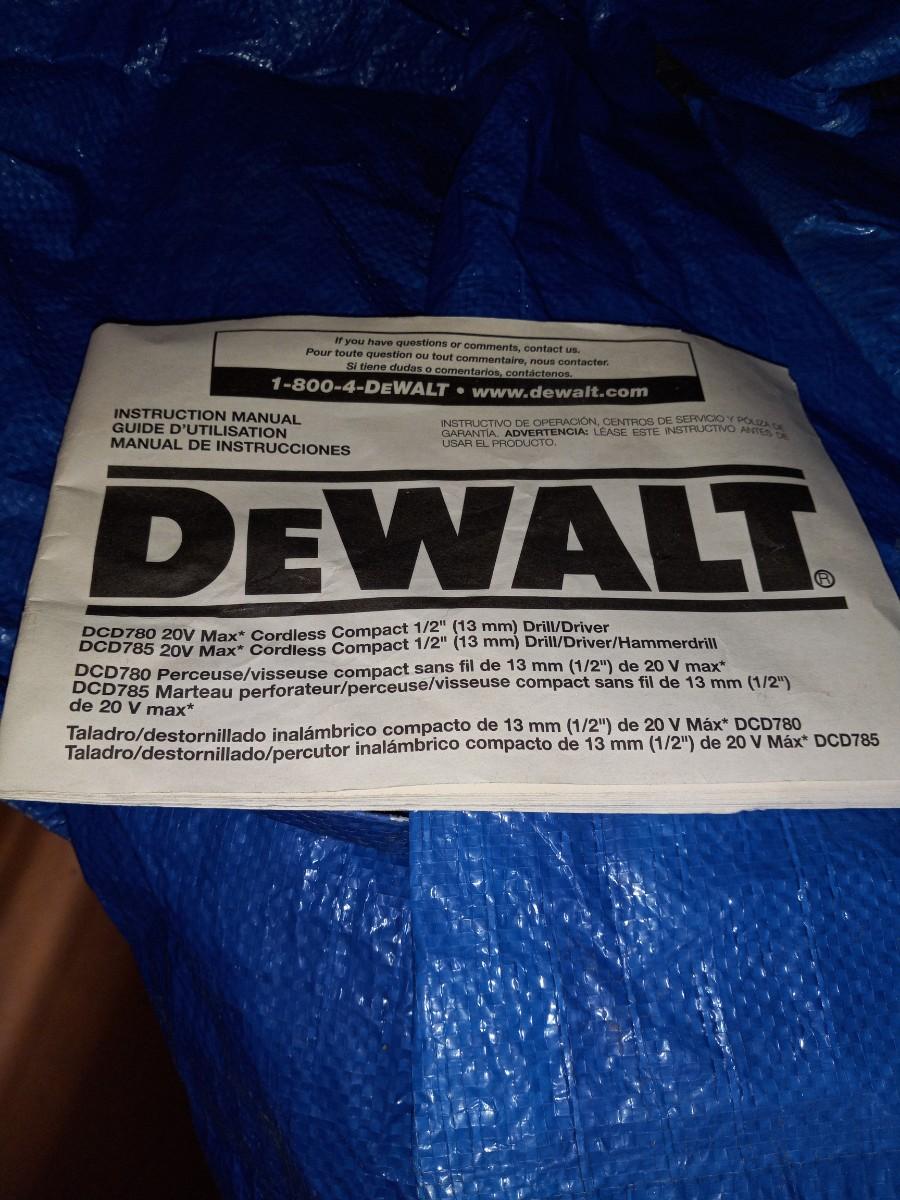 If you have questions or comments, contact us.
Pour toute question ou tout commentaire, nous contacter.
Si tiene dudas o comentarios, contáctenos.
1-800-4-DEWALT • www.dewalt.com
INSTRUCTION MANUAL
GUIDE D'UTILISATION
MANUAL DE INSTRUCCIONES
INSTRUCTIVO DE OPERACIÓN, CENTROS DE SERVICIO Y PÓLIZA DE
GARANTÍA. ADVERTENCIA: LÉASE ESTE INSTRUCTIVO ANTES DE
USAR EL PRODUCTO.
DEWALT®
DCD780 20V Max* Cordless Compact 1/2" (13 mm) Drill/Driver
DCD785 20V Max* Cordless Compact 1/2" (13 mm) Drill/Driver/Hammerdrill
DCD780 Perceuse/visseuse compact sans fil de 13 mm (1/2") de 20 V max*
DCD785 Marteau perforateur/perceuse/visseuse compact sans fil de 13 mm (1/2")
de 20 V max*
Taladro/destornillado inalámbrico compacto de 13 mm (1/2") de 20 V Máx* DCD780
Taladro/destornillado/percutor inalámbrico compacto de 13 mm (1/2") de 20 V Máx* DCD785